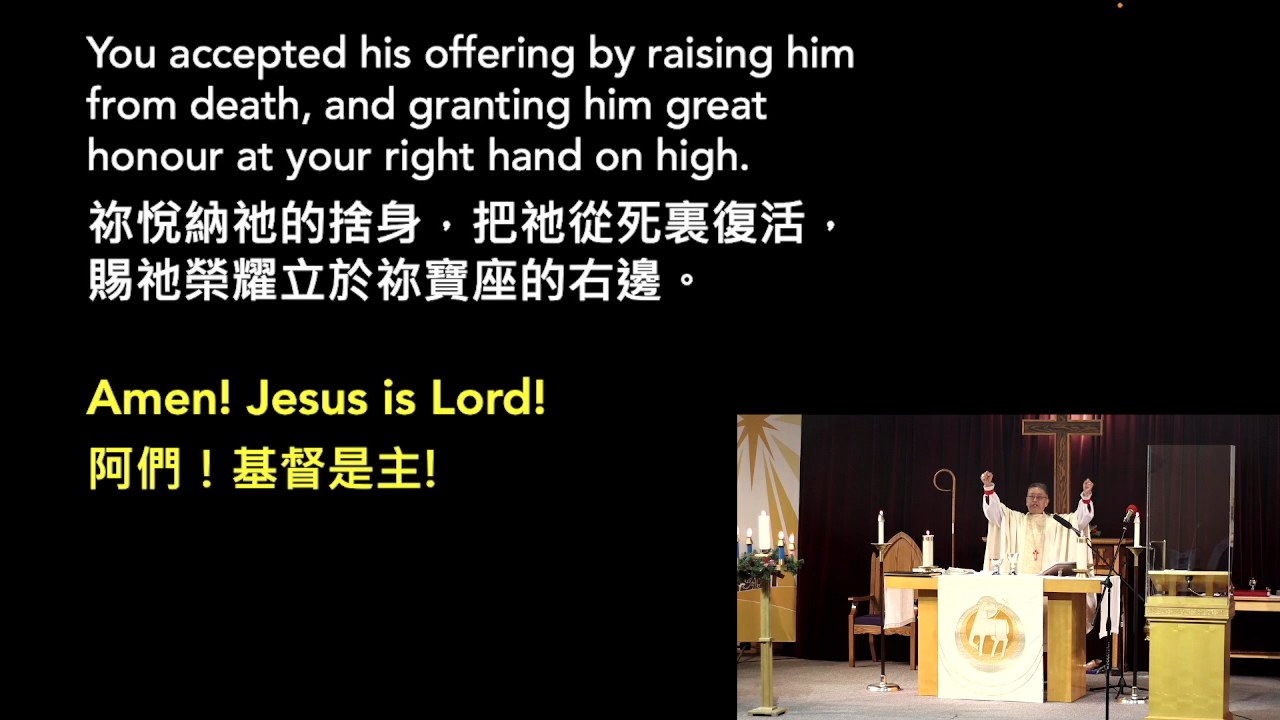 You accepted his offering by raising him
from death, and granting him great
honour at your right hand on high.
祢悅納祂的捨身，把祂從死裏復活，
賜祂榮耀立於祢寶座的右邊。
Amen! Jesus is Lord!
阿們！基督是主!